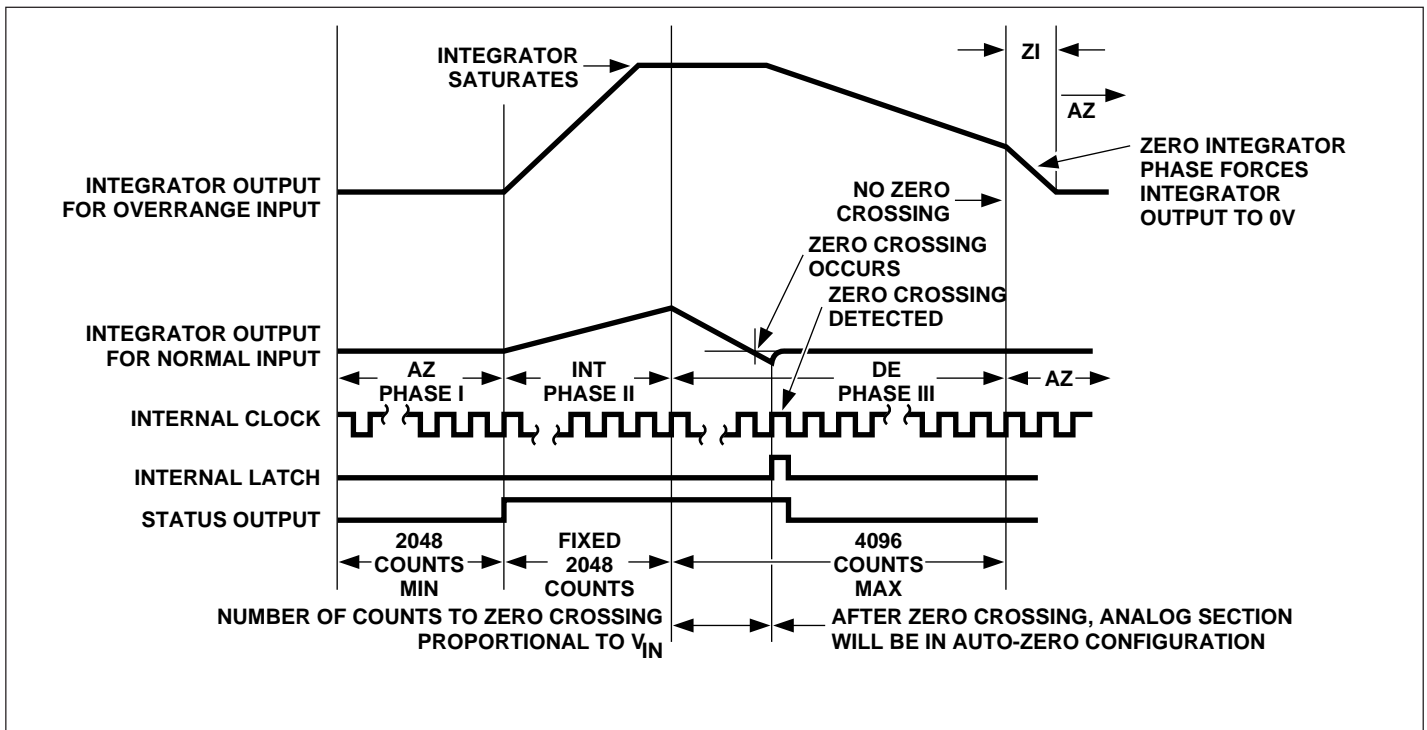 INTEGRATOR
SATURATES
ZI
AZ
ZERO INTEGRATOR
PHASE FORCES
INTEGRATOR
OUTPUT TO 0V
INTEGRATOR OUTPUT
FOR OVERRANGE INPUT
NO ZERO
CROSSING
ZERO CROSSING
OCCURS
ZERO CROSSING
DETECTED
INTEGRATOR OUTPUT
FOR NORMAL INPUT
AZ
PHASE I
INT
PHASE II
DE
PHASE III
AZ
INTERNAL CLOCK
INTERNAL LATCH
STATUS OUTPUT
2048
COUNTS
MIN
FIXED
2048
COUNTS
4096
COUNTS
MAX
NUMBER OF COUNTS TO ZERO CROSSING
PROPORTIONAL TO VIN
AFTER ZERO CROSSING, ANALOG SECTION
WILL BE IN AUTO-ZERO CONFIGURATION